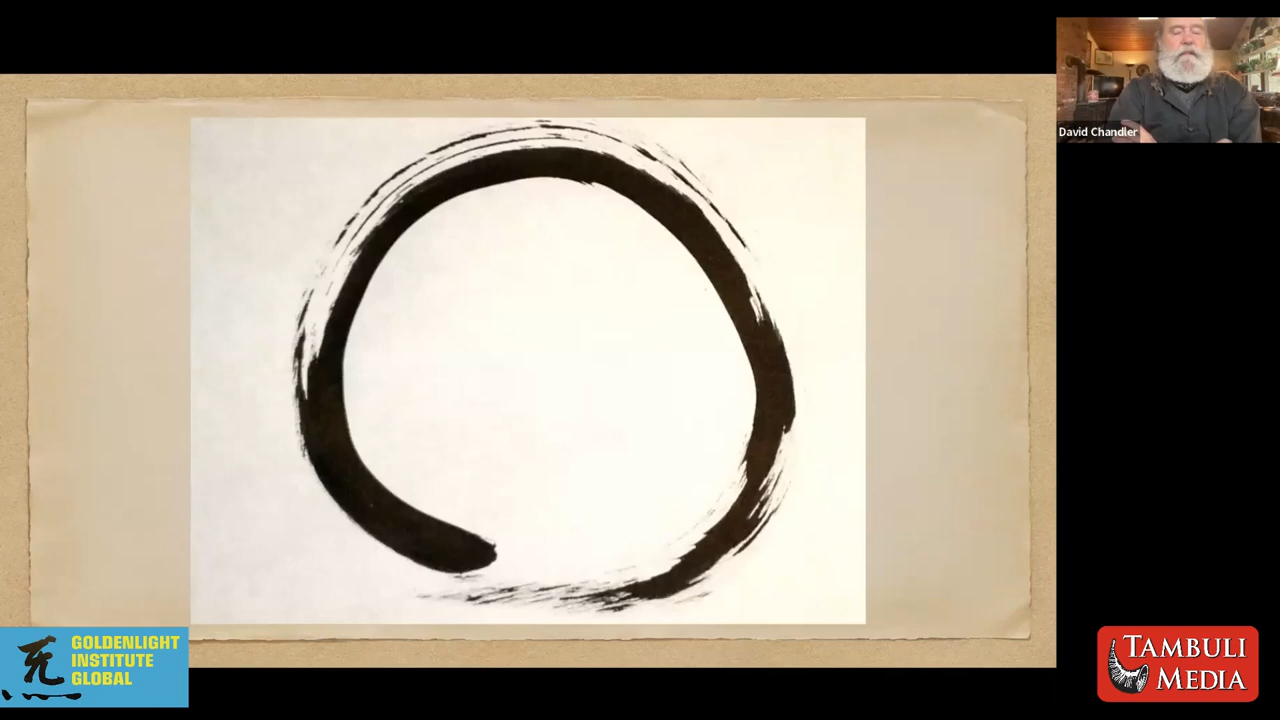 David Chandler
GOLDENLIGHT
INSTITUTE
GLOBAL
TAMBULI
MEDIA